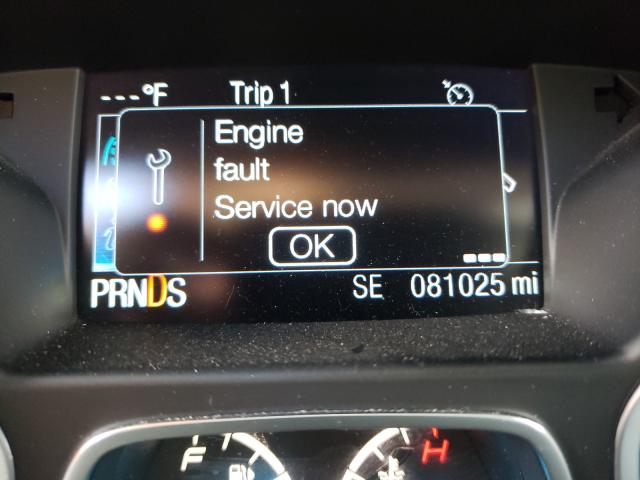 ---°F Trip 1
Engine
fault
Service now
OK
PRNDS SE 081025 mi
F H